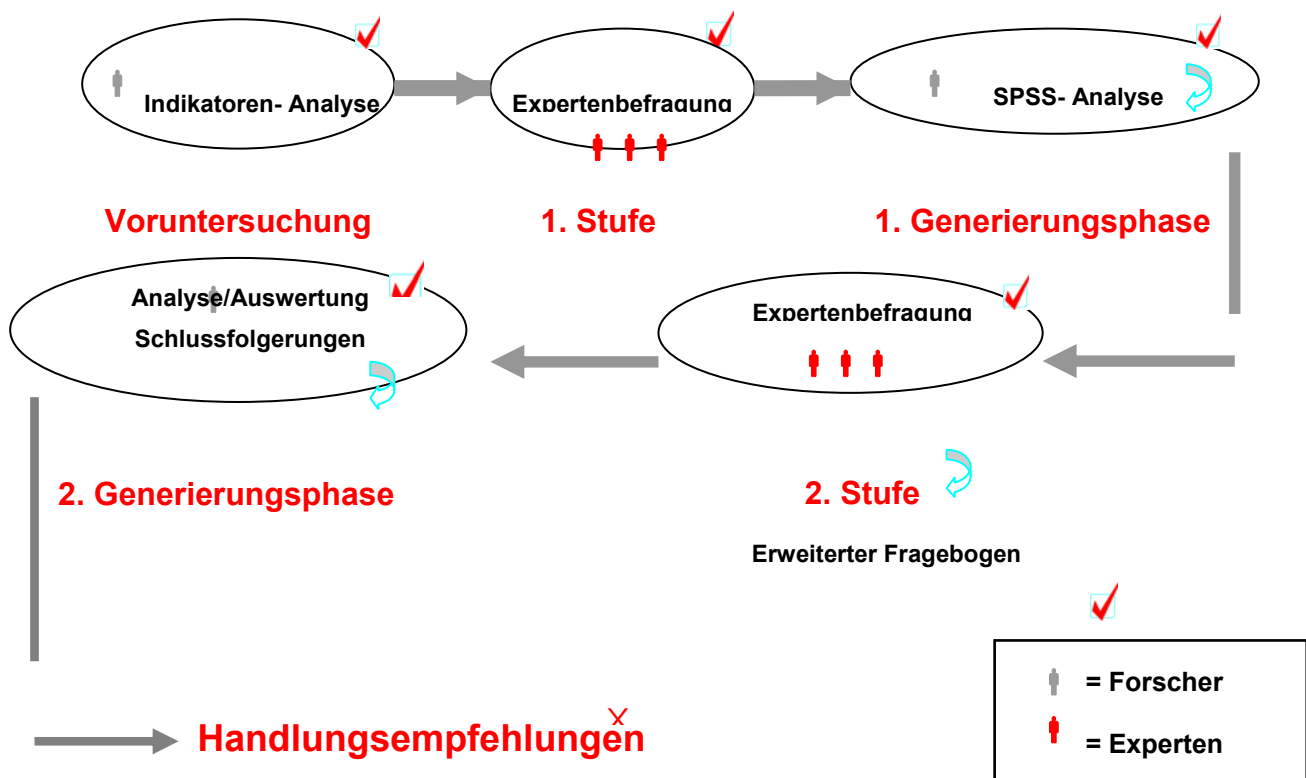 Indikatoren- Analyse
Expertenbefragung
SPSS- Analyse
Voruntersuchung
1. Stufe
1. Generierungsphase
Analyse/Auswertung
Schlussfolgerungen
Expertenbefragung
2. Generierungsphase
2. Stufe
Erweiterter Fragebogen
= Forscher
= Experten
Handlungsempfehlungen